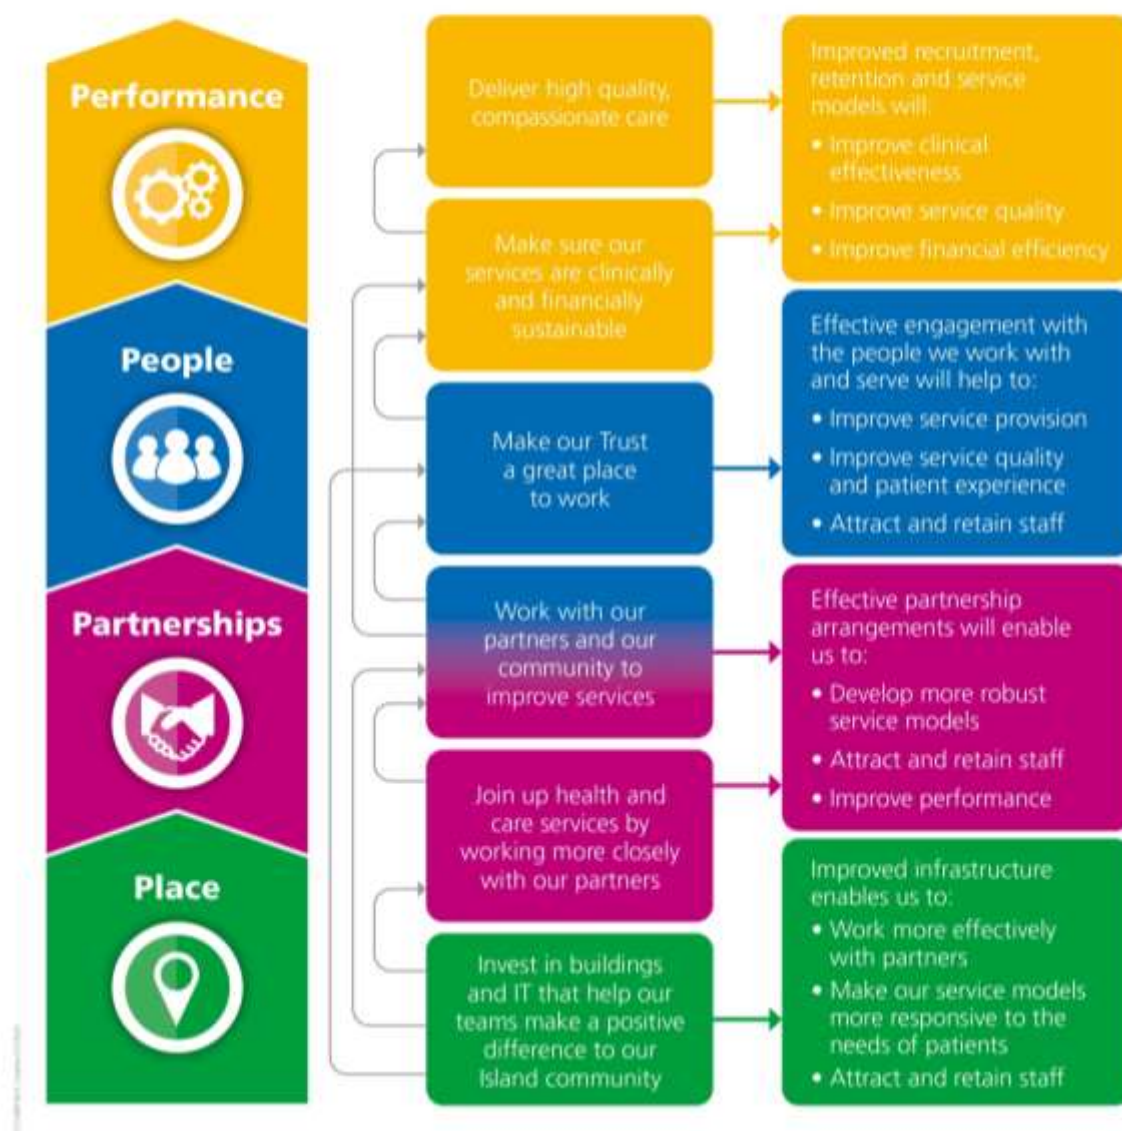 Performance
People
Partnerships
Place
Deliver high quality,
compassionate care
Make sure our
services are clinically
and financially
sustainable
Make our Trust
a great place
to work
Work with our
partners and our
community to
improve services
Join up health and
care services by
working more closely
with our partners
Invest in buildings
and IT that help our
teams make a positive
difference to our
Island community
Improved recruitment,
retention and service
models will:
• Improve clinical
effectiveness
• Improve service quality
• Improve financial efficiency
Effective engagement with
the people we work with
and serve will help to:
• Improve service provision
• Improve service quality
and patient experience
• Attract and retain staff
Effective partnership
arrangements will enable
us to:
• Develop more robust
service models
• Attract and retain staff
• Improve performance
Improved infrastructure
enables us to:
• Work more effectively
with partners
• Make our service models
more responsive to the
needs of patients
• Attract and retain staff